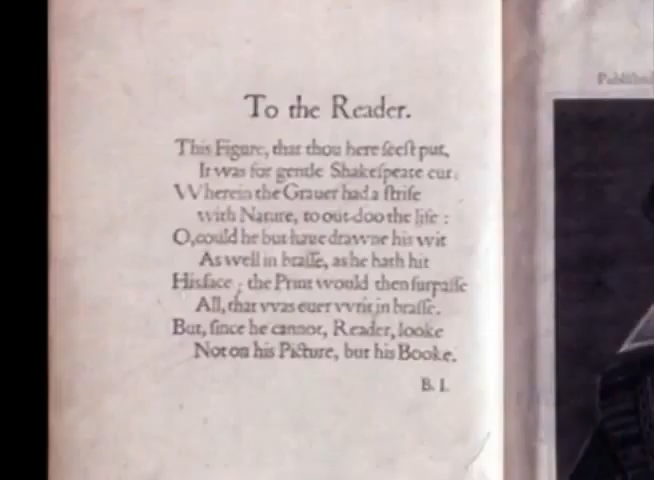 To the Reader.
This Figure, that thou here seeſt put,
It was for gentle Shakeſpeare cut;
VVherein the Grauer had a ſtrife
with Nature, to out-doo the life :
O, could he but haue drawne his wit
As well in braſſe, as he hath hit
His face ; the Print would then ſurpaſſe
All, that vvas euer vvrit in braſſe.
But, ſince he cannot, Reader, looke
Not on his Picture, but his Booke.
B. I.